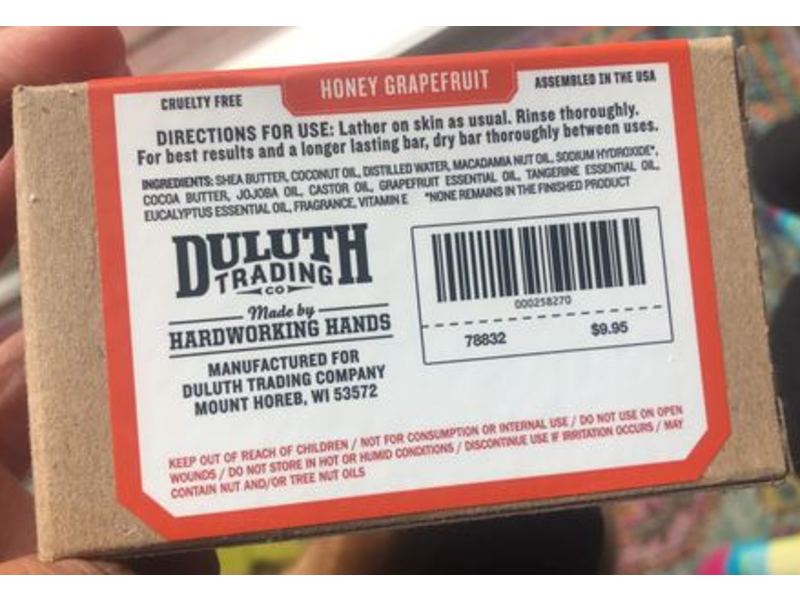 HONEY GRAPEFRUIT
CRUELTY FREE
ASSEMBLED IN THE USA
DIRECTIONS FOR USE: Lather on skin as usual. Rinse thoroughly.
For best results and a longer lasting bar, dry bar thoroughly between uses.
INGREDIENTS: SHEA BUTTER, COCONUT OIL, DISTILLED WATER, MACADAMIA NUT OIL, SODIUM HYDROXIDE*,
COCOA BUTTER, JOJOBA OIL, CASTOR OIL, GRAPEFRUIT ESSENTIAL OIL, TANGERINE ESSENTIAL OIL,
EUCALYPTUS ESSENTIAL OIL, FRAGRANCE, VITAMIN E *NONE REMAINS IN THE FINISHED PRODUCT
DULUTH
TRADING
CO
Made by
HARDWORKING HANDS
MANUFACTURED FOR
DULUTH TRADING COMPANY
MOUNT HOREB, WI 53572
000258270
78832 $9.95
KEEP OUT OF REACH OF CHILDREN / NOT FOR CONSUMPTION OR INTERNAL USE / DO NOT USE ON OPEN
WOUNDS / DO NOT STORE IN HOT OR HUMID CONDITIONS / DISCONTINUE USE IF IRRITATION OCCURS / MAY
CONTAIN NUT AND/OR TREE NUT OILS